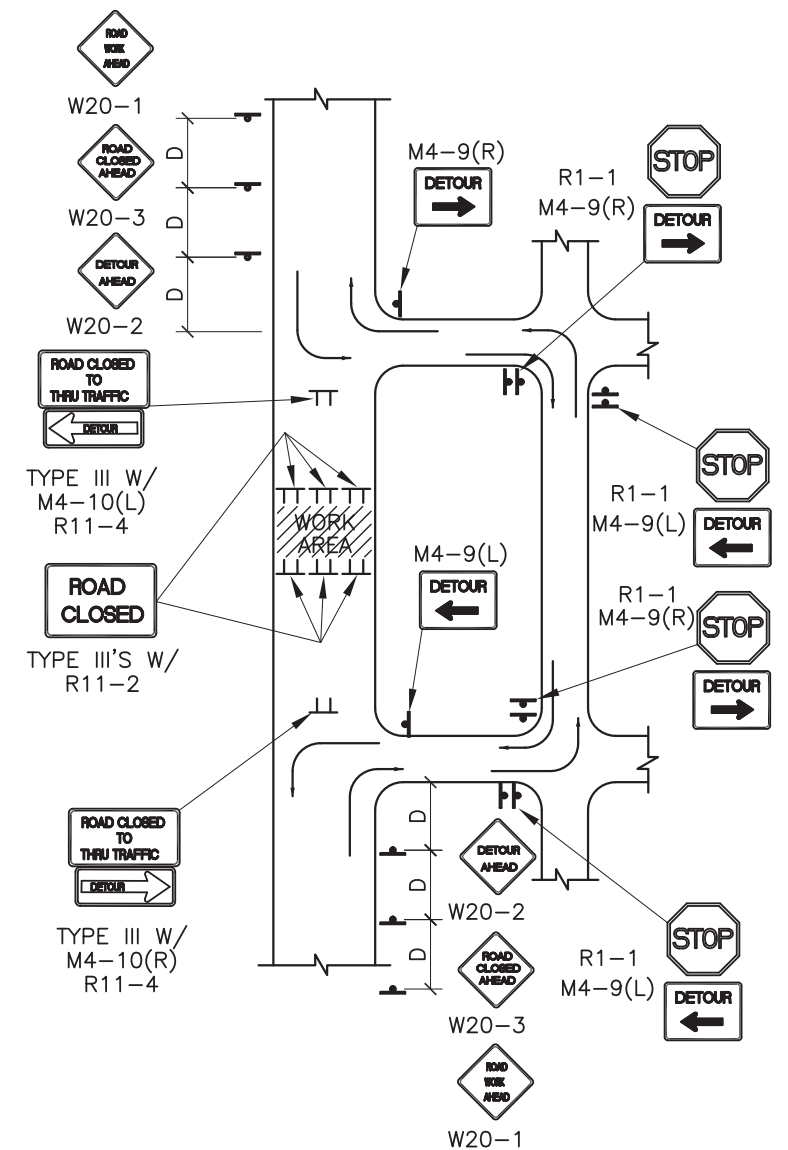 ROAD
WORK
AHEAD
W20-1
ROAD
CLOSED
AHEAD
W20-3
DETOUR
AHEAD
W20-2
D
D
D
M4-9(R)
DETOUR
STOP
R1-1
M4-9(R)
DETOUR
ROAD CLOSED
TO
THRU TRAFFIC
DETOUR
TYPE III W/
M4-10(L)
R11-4
WORK
AREA
STOP
R1-1
M4-9(L)
DETOUR
ROAD
CLOSED
TYPE III'S W/
R11-2
M4-9(L)
DETOUR
R1-1
M4-9(R)
STOP
DETOUR
ROAD CLOSED
TO
THRU TRAFFIC
DETOUR
TYPE III W/
M4-10(R)
R11-4
D
D
D
DETOUR
AHEAD
W20-2
ROAD
CLOSED
AHEAD
W20-3
ROAD
WORK
AHEAD
W20-1
STOP
R1-1
M4-9(L)
DETOUR